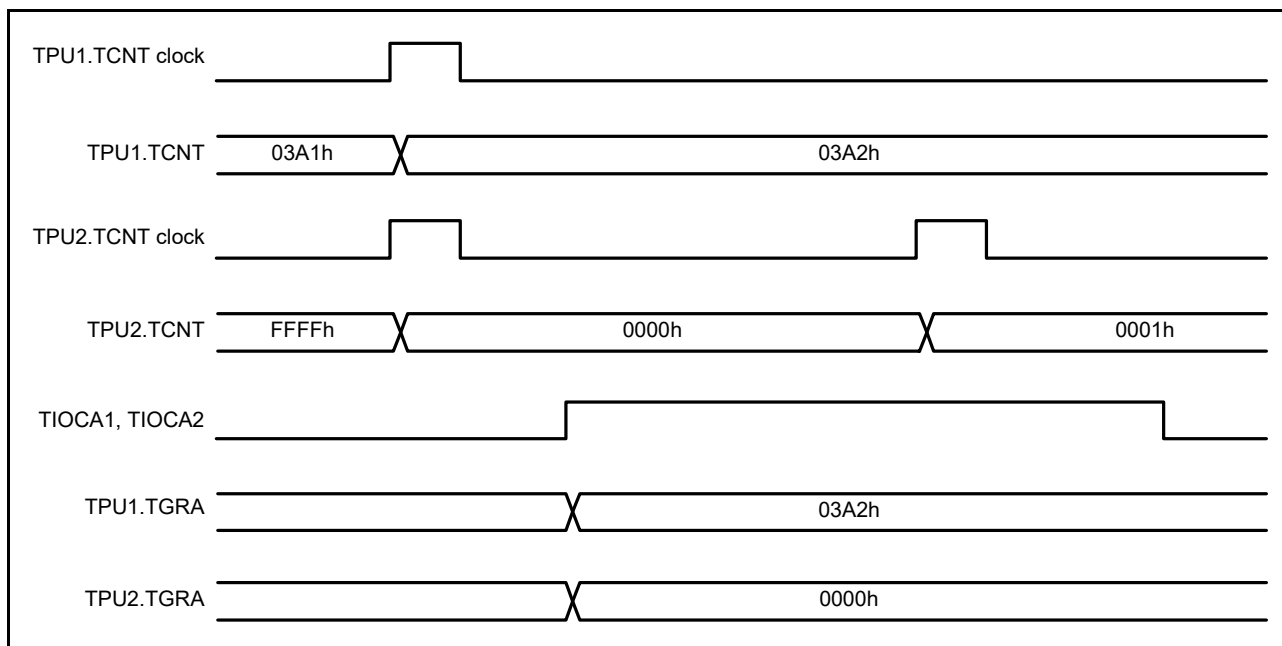 TPU1.TCNT clock
TPU1.TCNT 03A1h 03A2h
TPU2.TCNT clock
TPU2.TCNT FFFFh 0000h 0001h
TIOCA1, TIOCA2
TPU1.TGRA 03A2h
TPU2.TGRA 0000h